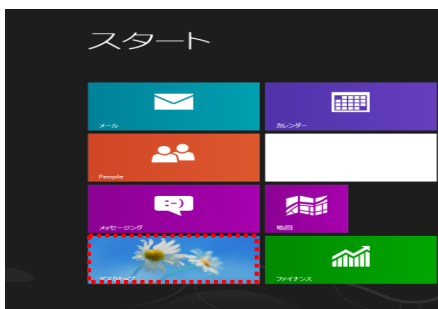 スタート
メール
カレンダー
People
:-)
メッセージング
地図
デスクトップ
ファイナンス